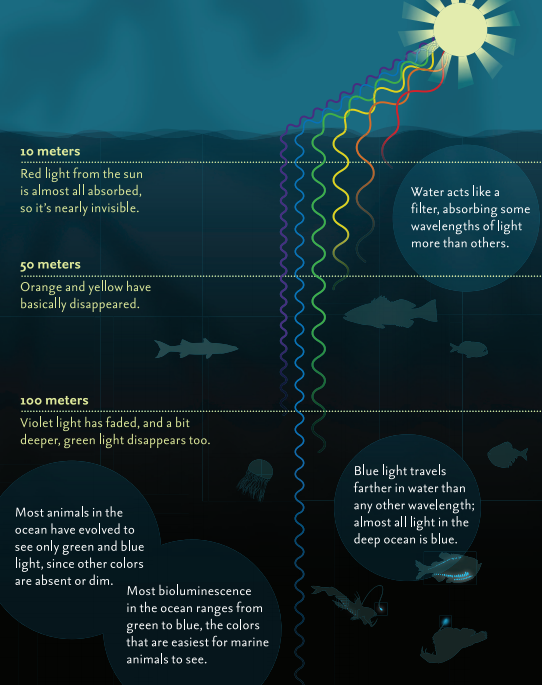 10 meters
Red light from the sun
is almost all absorbed,
so it's nearly invisible.
Water acts like a
filter, absorbing some
wavelengths of light
more than others.
50 meters
Orange and yellow have
basically disappeared.
100 meters
Violet light has faded, and a bit
deeper, green light disappears too.
Blue light travels
farther in water than
any other wavelength;
almost all light in the
deep ocean is blue.
Most animals in the
ocean have evolved to
see only green and blue
light, since other colors
are absent or dim.
Most bioluminescence
in the ocean ranges from
green to blue, the colors
that are easiest for marine
animals to see.